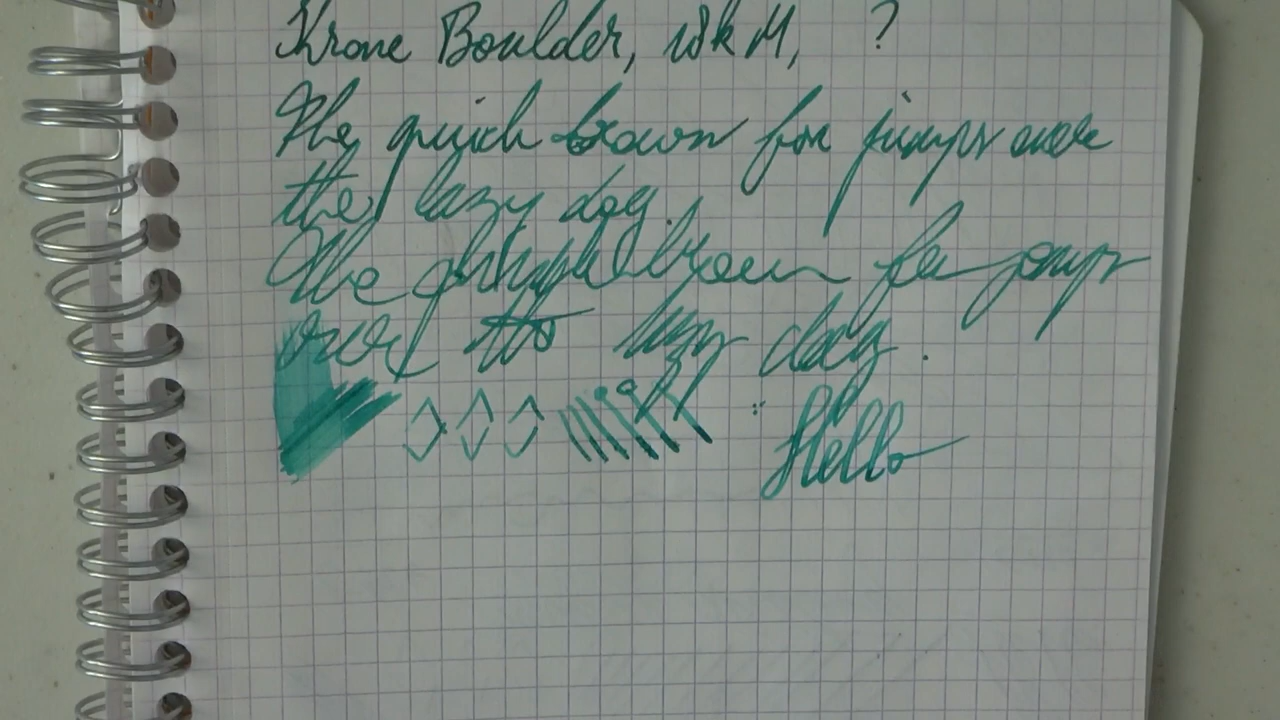 Krone Boulder, 18k M, ?
The quick brown fox jumps over
the lazy dog.
The brown fox jumps
over the lazy dog.
Hello